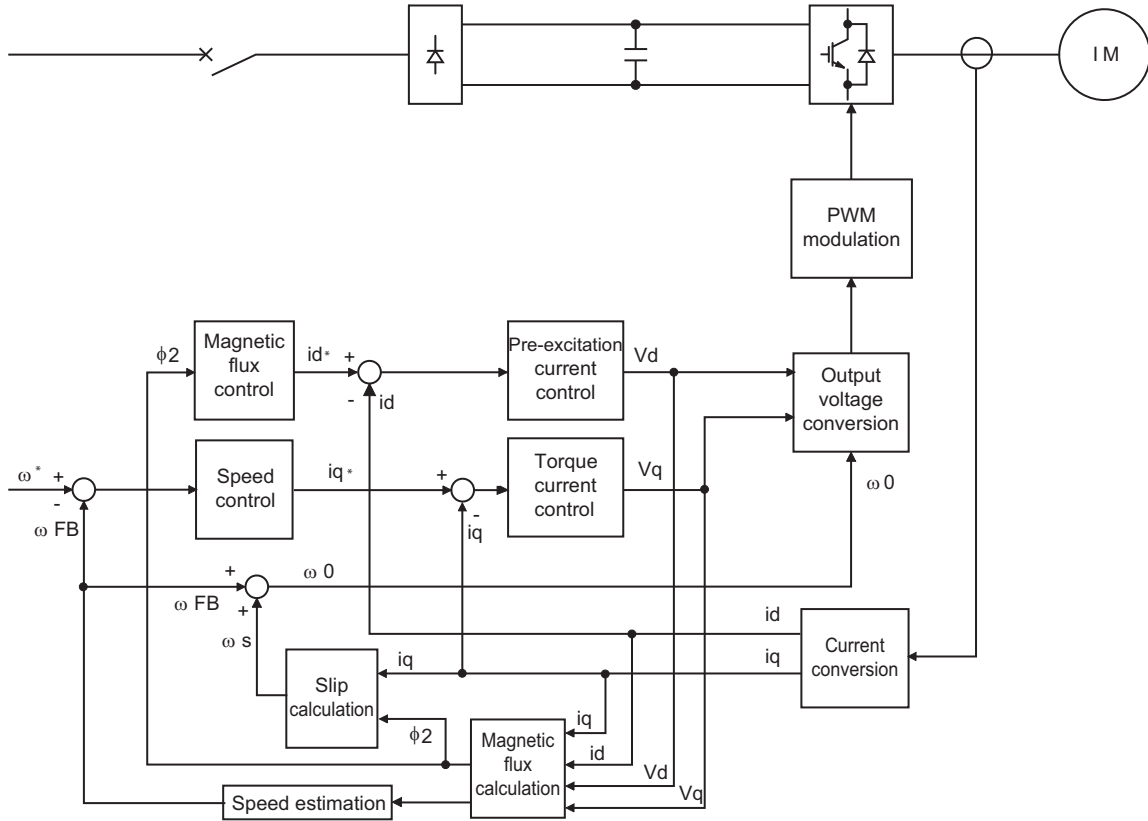 IM
PWM
modulation
Magnetic
flux
control
Pre-excitation
current
control
Output
voltage
conversion
ϕ2
id*
+
-
id
Vd
Speed
control
Torque
current
control
ω*
+
-
ω FB
iq*
+
-
iq
Vq
ω 0
+
ω FB
+
ω s
ω 0
id
iq
Current
conversion
Slip
calculation
iq
ϕ2
Magnetic
flux
calculation
iq
id
Vd
Vq
Speed estimation